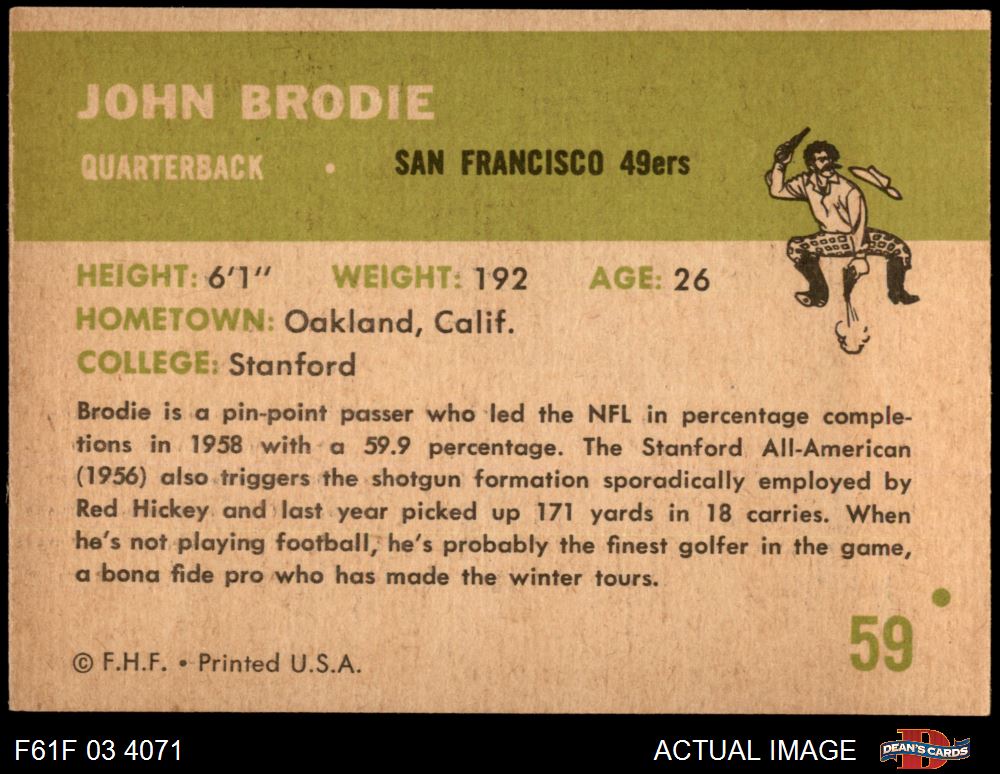 JOHN BRODIE
QUARTERBACK • SAN FRANCISCO 49ers
HEIGHT: 6'1" WEIGHT: 192 AGE: 26
HOMETOWN: Oakland, Calif.
COLLEGE: Stanford
Brodie is a pin-point passer who led the NFL in percentage comple-
tions in 1958 with a 59.9 percentage. The Stanford All-American
(1956) also triggers the shotgun formation sporadically employed by
Red Hickey and last year picked up 171 yards in 18 carries. When
he's not playing football, he's probably the finest golfer in the game,
a bona fide pro who has made the winter tours.
59
© F.H.F. • Printed U.S.A.
F61F 03 4071 ACTUAL IMAGE DEAN'S CARDS